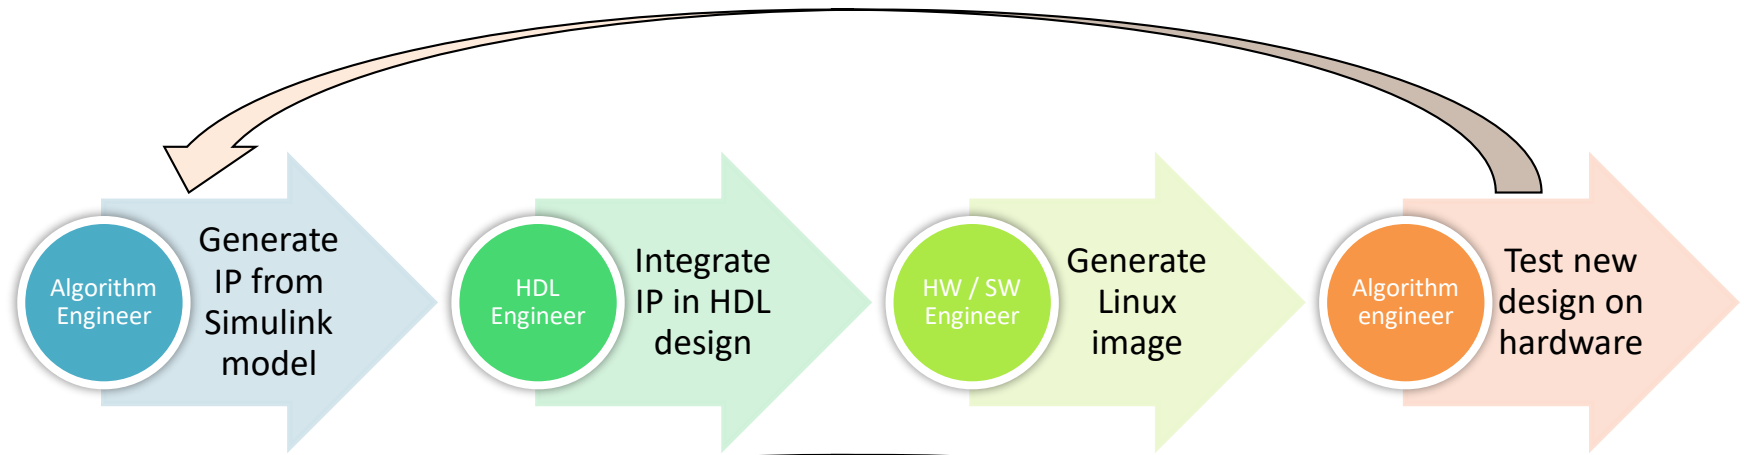 Algorithm
Engineer
Generate
IP from
Simulink
model
HDL
Engineer
Integrate
IP in HDL
design
HW / SW
Engineer
Generate
Linux
image
Algorithm
engineer
Test new
design on
hardware